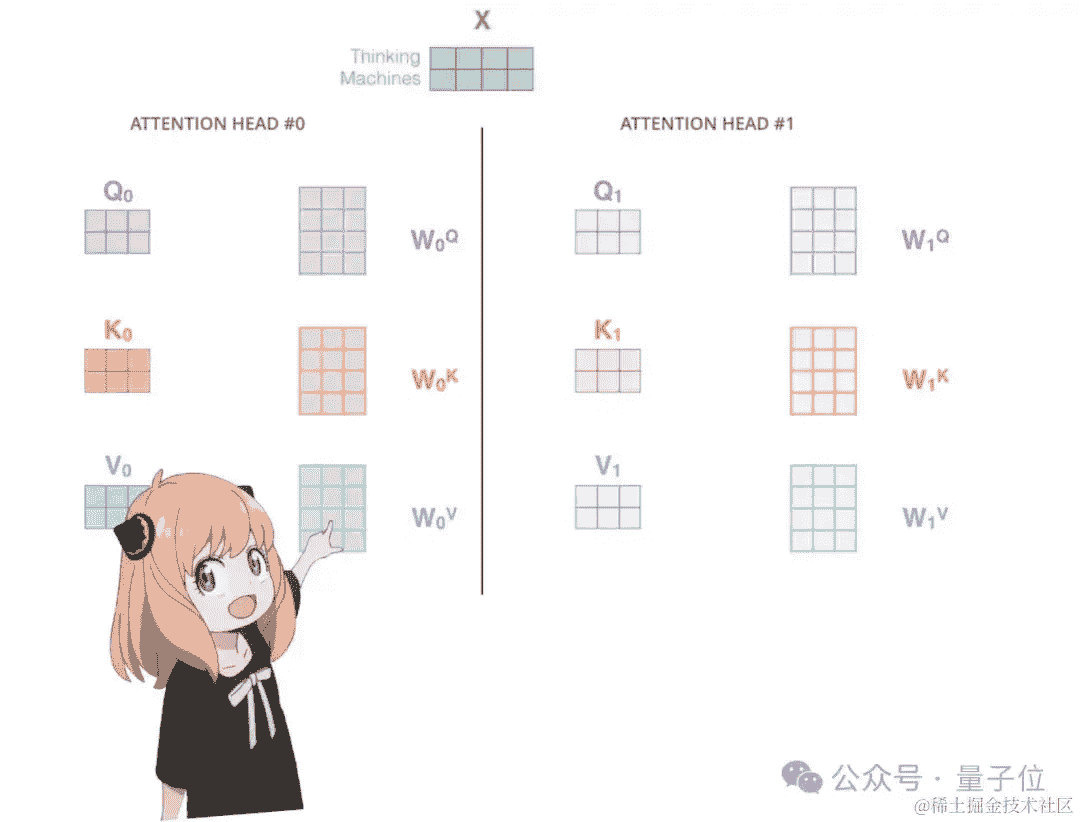 X
Thinking
Machines
ATTENTION HEAD #0
ATTENTION HEAD #1
Q₀
W₀Q
Q₁
W₁Q
K₀
W₀K
K₁
W₁K
V₀
W₀V
V₁
W₁V
公众号 · 量子位
@稀土掘金技术社区